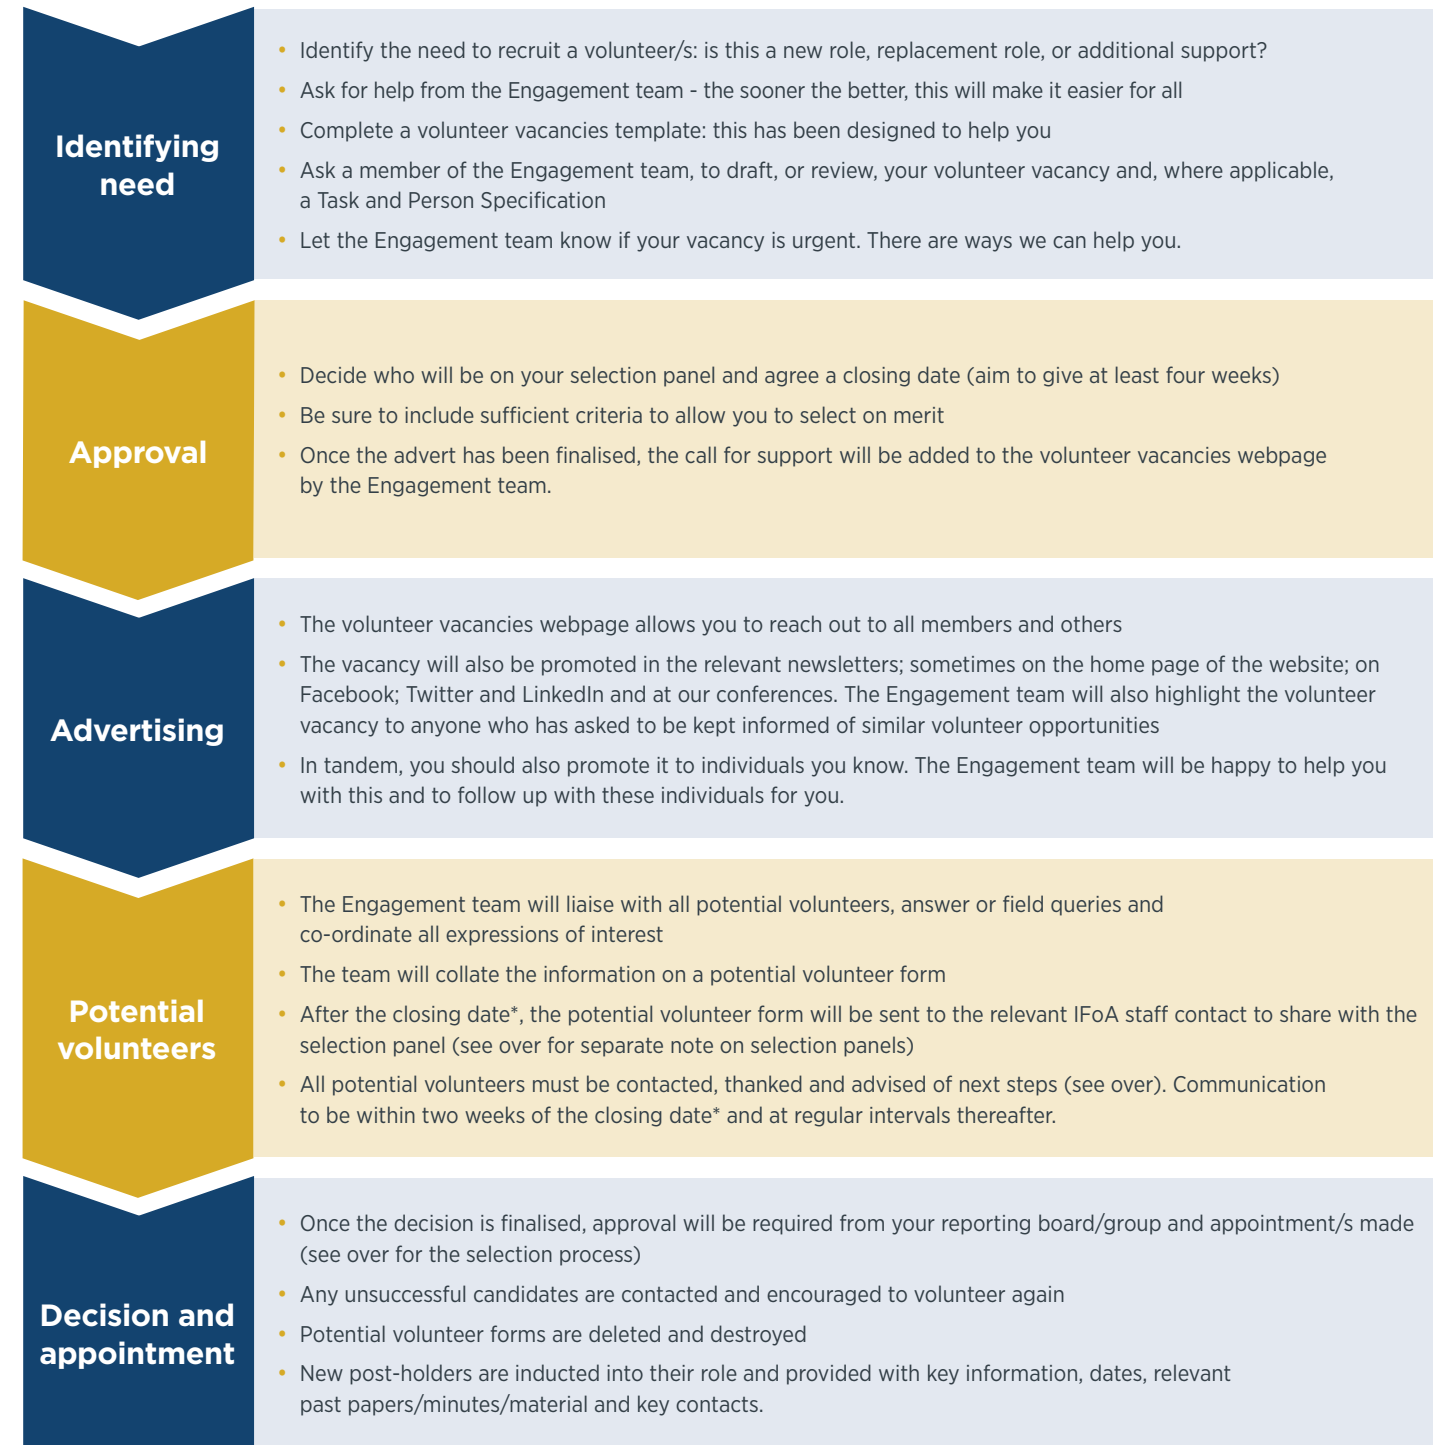 Identifying
need
• Identify the need to recruit a volunteer/s: is this a new role, replacement role, or additional support?
• Ask for help from the Engagement team - the sooner the better, this will make it easier for all
• Complete a volunteer vacancies template: this has been designed to help you
• Ask a member of the Engagement team, to draft, or review, your volunteer vacancy and, where applicable,
a Task and Person Specification
• Let the Engagement team know if your vacancy is urgent. There are ways we can help you.
Approval
• Decide who will be on your selection panel and agree a closing date (aim to give at least four weeks)
• Be sure to include sufficient criteria to allow you to select on merit
• Once the advert has been finalised, the call for support will be added to the volunteer vacancies webpage
by the Engagement team.
Advertising
• The volunteer vacancies webpage allows you to reach out to all members and others
• The vacancy will also be promoted in the relevant newsletters; sometimes on the home page of the website; on
Facebook; Twitter and LinkedIn and at our conferences. The Engagement team will also highlight the volunteer
vacancy to anyone who has asked to be kept informed of similar volunteer opportunities
• In tandem, you should also promote it to individuals you know. The Engagement team will be happy to help you
with this and to follow up with these individuals for you.
Potential
volunteers
• The Engagement team will liaise with all potential volunteers, answer or field queries and
co-ordinate all expressions of interest
• The team will collate the information on a potential volunteer form
• After the closing date*, the potential volunteer form will be sent to the relevant IFoA staff contact to share with the
selection panel (see over for separate note on selection panels)
• All potential volunteers must be contacted, thanked and advised of next steps (see over). Communication
to be within two weeks of the closing date* and at regular intervals thereafter.
Decision and
appointment
• Once the decision is finalised, approval will be required from your reporting board/group and appointment/s made
(see over for the selection process)
• Any unsuccessful candidates are contacted and encouraged to volunteer again
• Potential volunteer forms are deleted and destroyed
• New post-holders are inducted into their role and provided with key information, dates, relevant
past papers/minutes/material and key contacts.